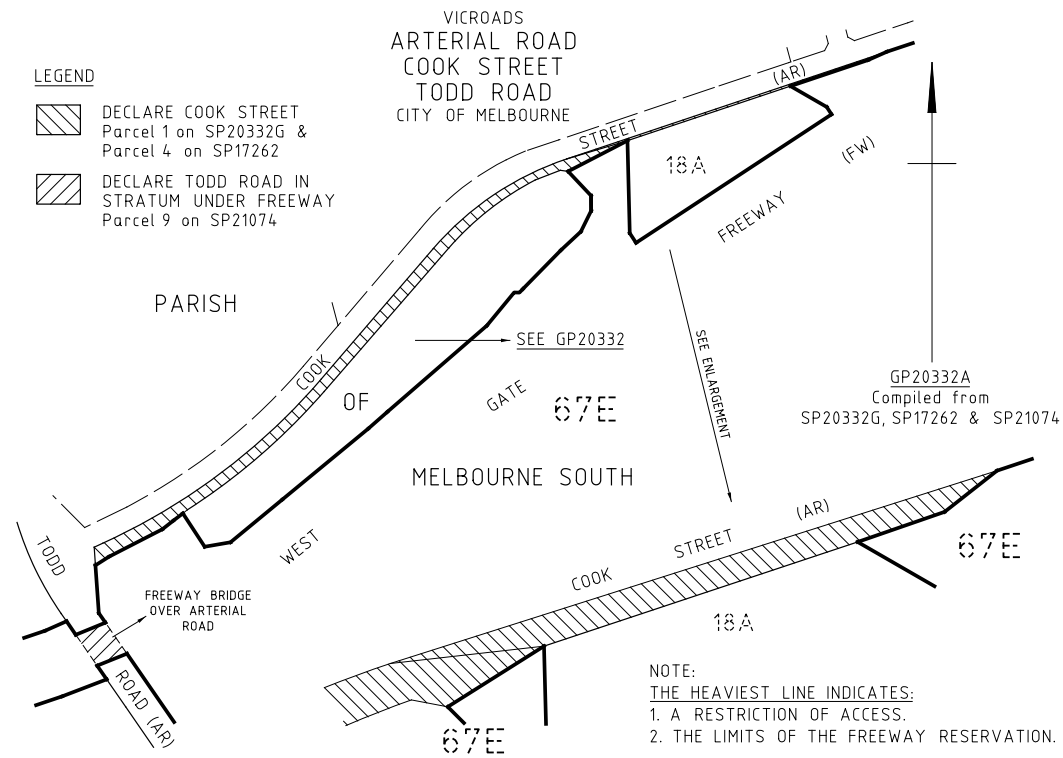 VICROADS
ARTERIAL ROAD
COOK STREET
TODD ROAD
CITY OF MELBOURNE
LEGEND
DECLARE COOK STREET
Parcel 1 on SP20332G &
Parcel 4 on SP17262
DECLARE TODD ROAD IN
STRATUM UNDER FREEWAY
Parcel 9 on SP21074
(AR)
STREET
18A
(FW)
FREEWAY
PARISH
SEE GP20332
SEE ENLARGEMENT
COOK
OF
GATE
67E
GP20332A
Compiled from
SP20332G, SP17262 & SP21074
MELBOURNE SOUTH
WEST
TODD
FREEWAY BRIDGE
OVER ARTERIAL
ROAD
ROAD (AR)
COOK STREET (AR)
67E
18A
67E
NOTE:
THE HEAVIEST LINE INDICATES:
1. A RESTRICTION OF ACCESS.
2. THE LIMITS OF THE FREEWAY RESERVATION.